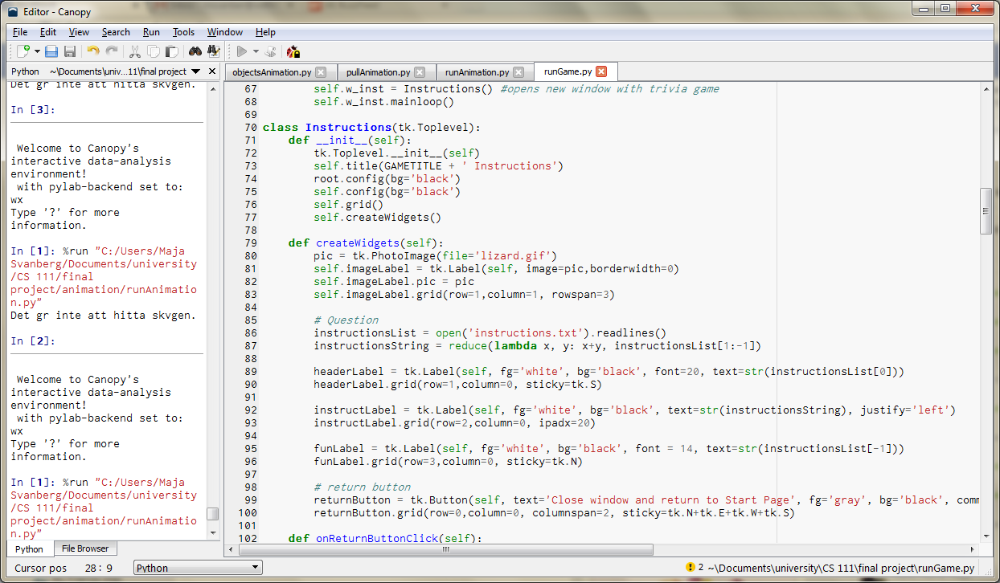 Editor - Canopy
File Edit View Search Run Tools Window Help
Python ~\Documents\univ...11\final project
Det gr inte att hitta skvgen.
In [3]:
Welcome to Canopy's
interactive data-analysis
environment!
with pylab-backend set to:
wx
Type '?' for more
information.
In [1]: %run "C:/Users/Maja
Svanberg/Documents/university
/CS 111/final
project/animation/runAnimatio
n.py"
Det gr inte att hitta skvgen.
In [2]:
Welcome to Canopy's
interactive data-analysis
environment!
with pylab-backend set to:
wx
Type '?' for more
information.
In [1]: %run "C:/Users/Maja
Svanberg/Documents/university
/CS 111/final
project/animation/runAnimatio
n.py"
Python File Browser
objectsAnimation.py pullAnimation.py runAnimation.py runGame.py
67 self.w_inst = Instructions() #opens new window with trivia game
68 self.w_inst.mainloop()
69
70 class Instructions(tk.Toplevel):
71 def __init__(self):
72 tk.Toplevel.__init__(self)
73 self.title(GAMETITLE + ' Instructions')
74 root.config(bg='black')
75 self.config(bg='black')
76 self.grid()
77 self.createWidgets()
78
79 def createWidgets(self):
80 pic = tk.PhotoImage(file='lizard.gif')
81 self.imageLabel = tk.Label(self, image=pic,borderwidth=0)
82 self.imageLabel.pic = pic
83 self.imageLabel.grid(row=1,column=1, rowspan=3)
84
85 # Question
86 instructionsList = open('instructions.txt').readlines()
87 instructionsString = reduce(lambda x, y: x+y, instructionsList[1:-1])
88
89 headerLabel = tk.Label(self, fg='white', bg='black', font=20, text=str(instructionsList[0]))
90 headerLabel.grid(row=1,column=0, sticky=tk.S)
91
92 instructLabel = tk.Label(self, fg='white', bg='black', text=str(instructionsString), justify='left')
93 instructLabel.grid(row=2,column=0, ipadx=20)
94
95 funLabel = tk.Label(self, fg='white', bg='black', font = 14, text=str(instructionsList[-1]))
96 funLabel.grid(row=3,column=0, sticky=tk.N)
97
98 # return button
99 returnButton = tk.Button(self, text='Close window and return to Start Page', fg='gray', bg='black', comm
100 returnButton.grid(row=0,column=0, columnspan=2, sticky=tk.N+tk.E+tk.W+tk.S)
101
102 def onReturnButtonClick(self):
Cursor pos 28 : 9 Python 2 ~\Documents\university\CS 111\final project\runGame.py